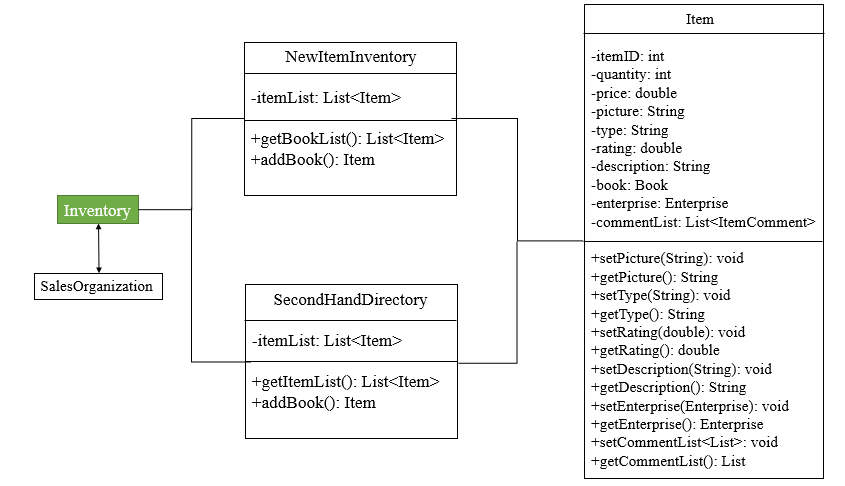 Inventory
SalesOrganization
NewItemInventory
-itemList: List<Item>
+getBookList(): List<Item>
+addBook(): Item
SecondHandDirectory
-itemList: List<Item>
+getItemList(): List<Item>
+addBook(): Item
Item
-itemID: int
-quantity: int
-price: double
-picture: String
-type: String
-rating: double
-description: String
-book: Book
-enterprise: Enterprise
-commentList: List<ItemComment>
+setPicture(String): void
+getPicture(): String
+setType(String): void
+getType(): String
+setRating(double): void
+getRating(): double
+setDescription(String): void
+getDescription(): String
+setEnterprise(Enterprise): void
+getEnterprise(): Enterprise
+setCommentList<List>: void
+getCommentList(): List